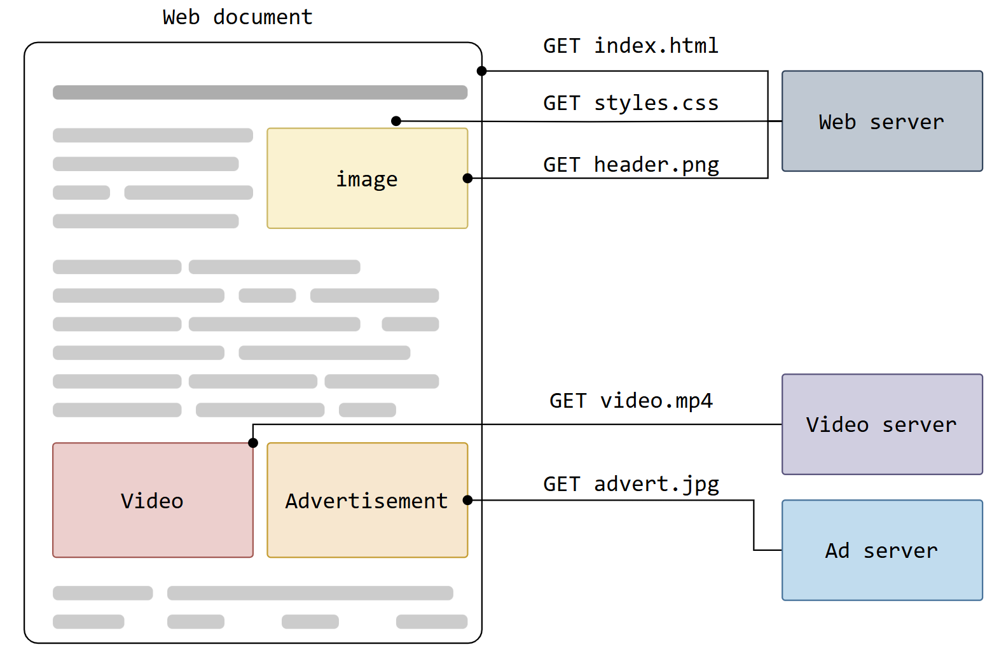 Web document
GET index.html
GET styles.css
Web server
GET header.png
image
GET video.mp4
Video server
GET advert.jpg
Video
Advertisement
Ad server